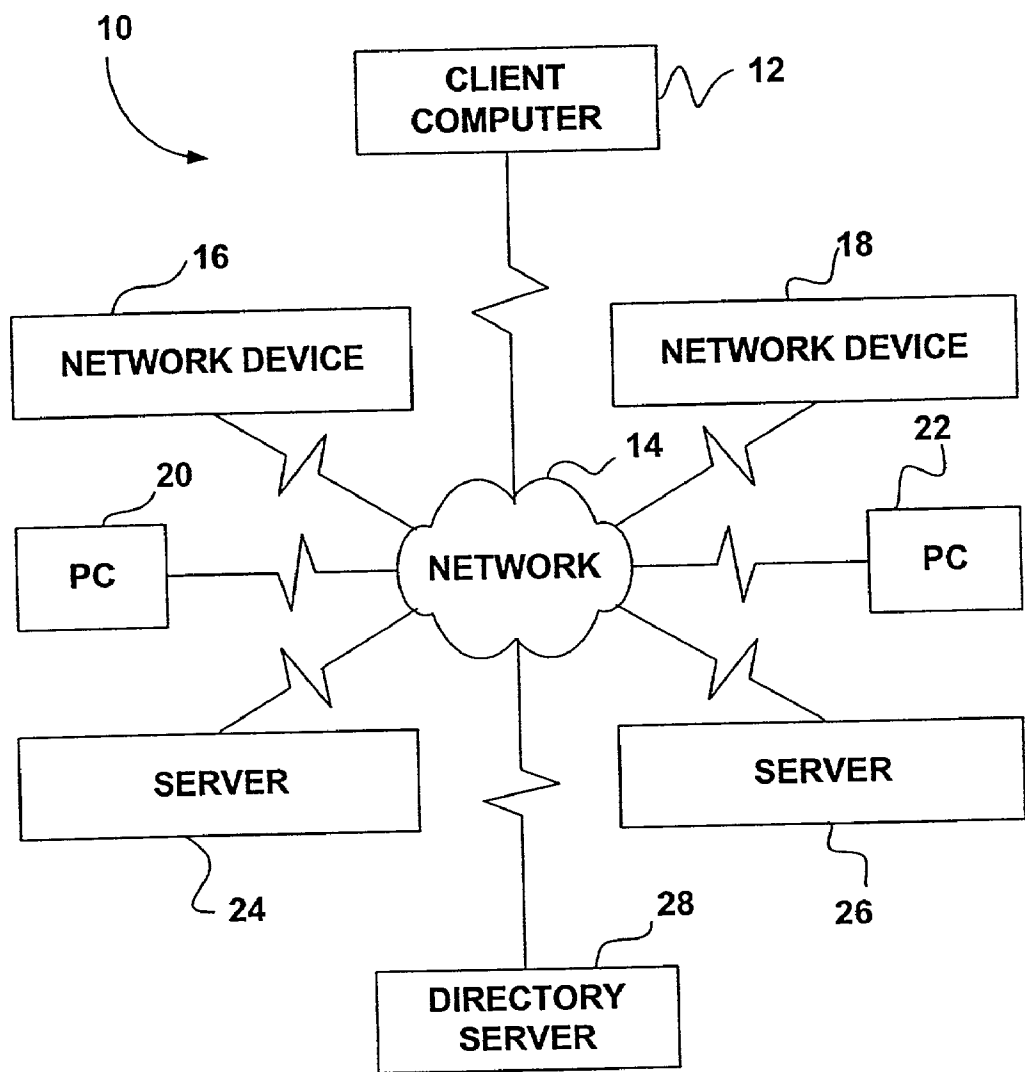 10
CLIENT
COMPUTER
12
16
18
NETWORK DEVICE
NETWORK DEVICE
14
20
22
PC
NETWORK
PC
SERVER
SERVER
24
26
28
DIRECTORY
SERVER